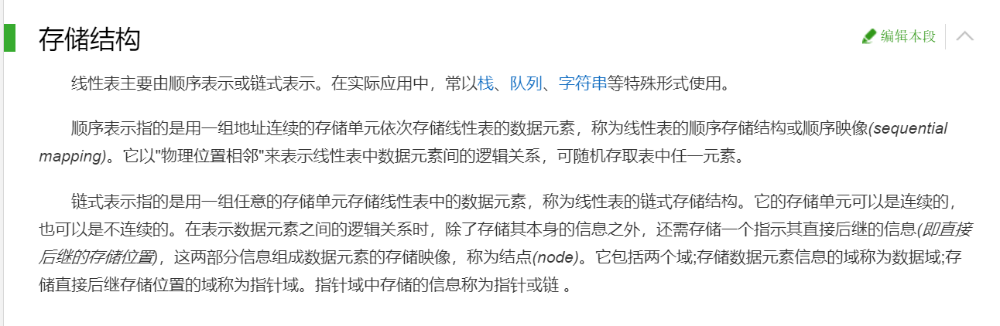 存储结构
编辑本段
线性表主要由顺序表示或链式表示。在实际应用中，常以栈、队列、字符串等特殊形式使用。
顺序表示指的是用一组地址连续的存储单元依次存储线性表的数据元素，称为线性表的顺序存储结构或顺序映像(sequential
mapping)。它以"物理位置相邻"来表示线性表中数据元素间的逻辑关系，可随机存取表中任一元素。
链式表示指的是用一组任意的存储单元存储线性表中的数据元素，称为线性表的链式存储结构。它的存储单元可以是连续的，
也可以是不连续的。在表示数据元素之间的逻辑关系时，除了存储其本身的信息之外，还需存储一个指示其直接后继的信息(即直接
后继的存储位置)，这两部分信息组成数据元素的存储映像，称为结点(node)。它包括两个域;存储数据元素信息的域称为数据域;存
储直接后继存储位置的域称为指针域。指针域中存储的信息称为指针或链 。